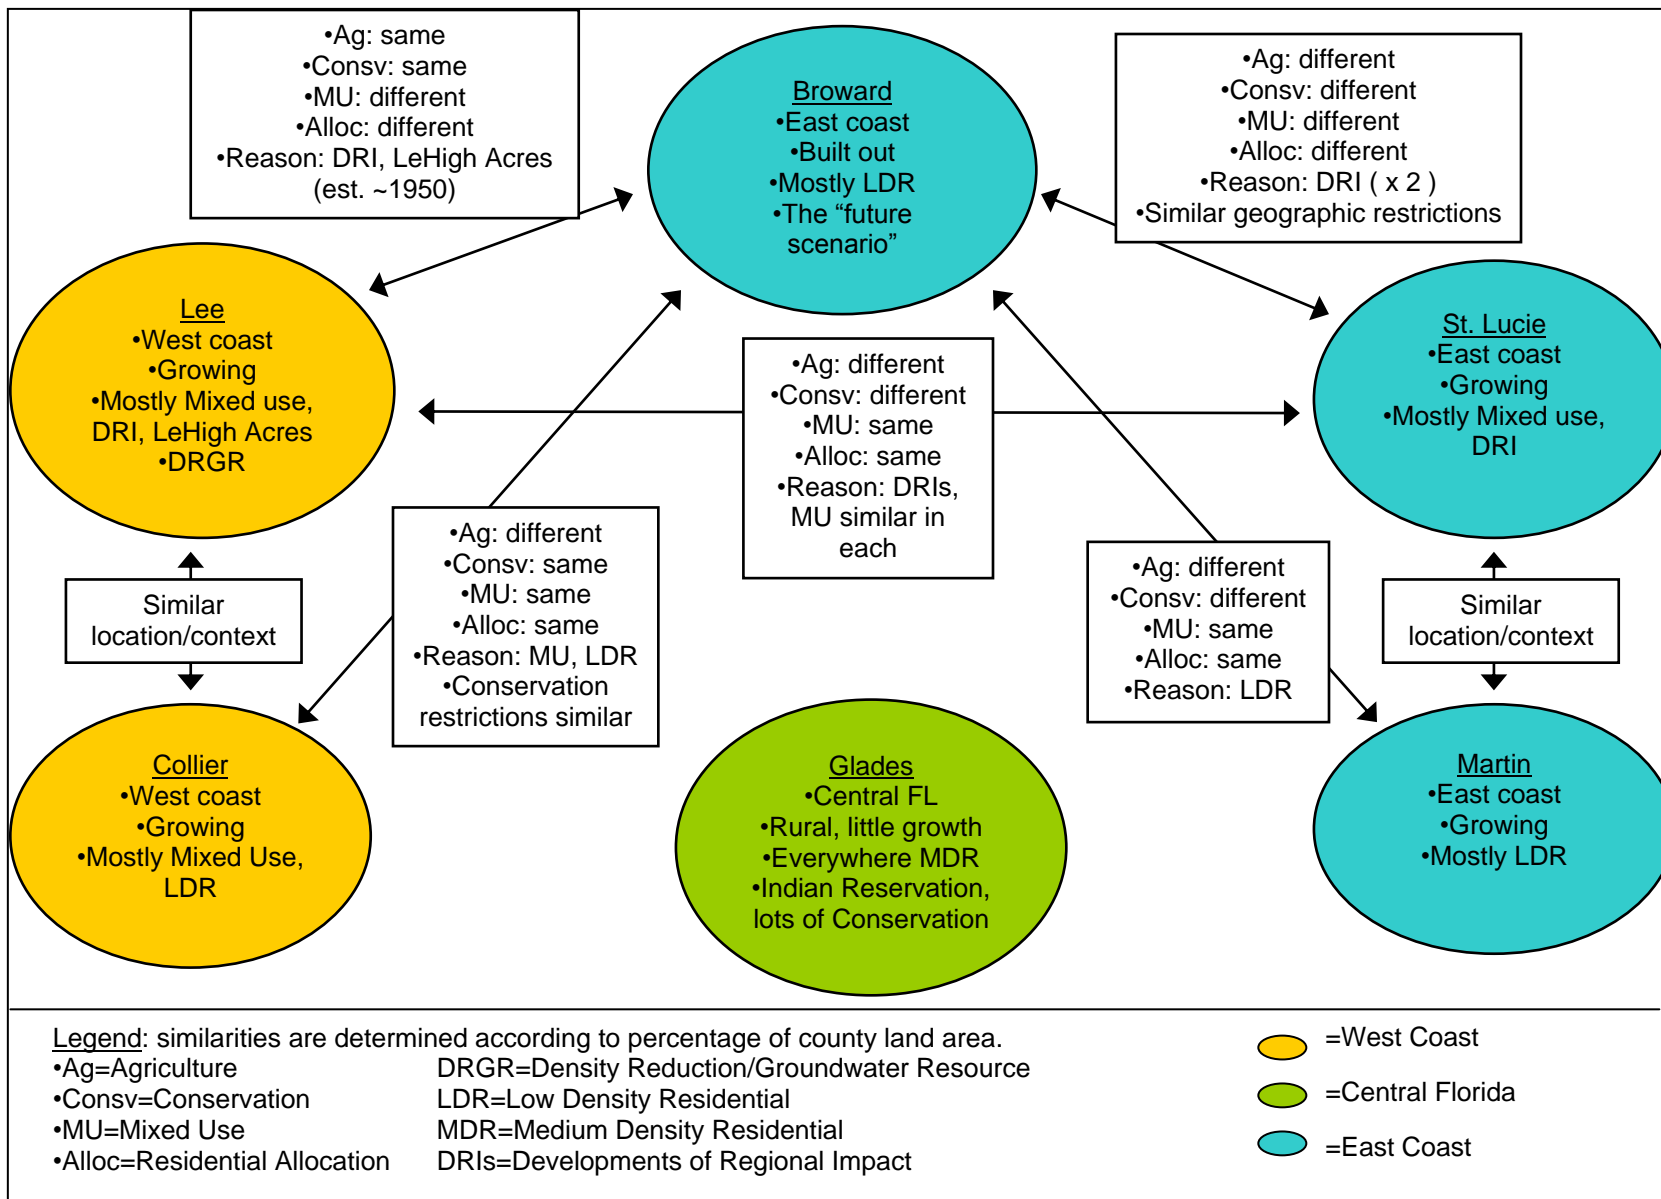 •Ag: same
•Consv: same
•MU: different
•Alloc: different
•Reason: DRI, LeHigh Acres
(est. ~1950)
Broward
•East coast
•Built out
•Mostly LDR
•The “future
scenario”
•Ag: different
•Consv: different
•MU: different
•Alloc: different
•Reason: DRI ( x 2 )
•Similar geographic restrictions
Lee
•West coast
•Growing
•Mostly Mixed use,
DRI, LeHigh Acres
•DRGR
•Ag: different
•Consv: different
•MU: same
•Alloc: same
•Reason: DRIs,
MU similar in
each
St. Lucie
•East coast
•Growing
•Mostly Mixed use,
DRI
Similar
location/context
•Ag: different
•Consv: same
•MU: same
•Alloc: same
•Reason: MU, LDR
•Conservation
restrictions similar
•Ag: different
•Consv: different
•MU: same
•Alloc: same
•Reason: LDR
Similar
location/context
Collier
•West coast
•Growing
•Mostly Mixed Use,
LDR
Glades
•Central FL
•Rural, little growth
•Everywhere MDR
•Indian Reservation,
lots of Conservation
Martin
•East coast
•Growing
•Mostly LDR
Legend: similarities are determined according to percentage of county land area.
•Ag=Agriculture
•Consv=Conservation
•MU=Mixed Use
•Alloc=Residential Allocation
DRGR=Density Reduction/Groundwater Resource
LDR=Low Density Residential
MDR=Medium Density Residential
DRIs=Developments of Regional Impact
=West Coast
=Central Florida
=East Coast